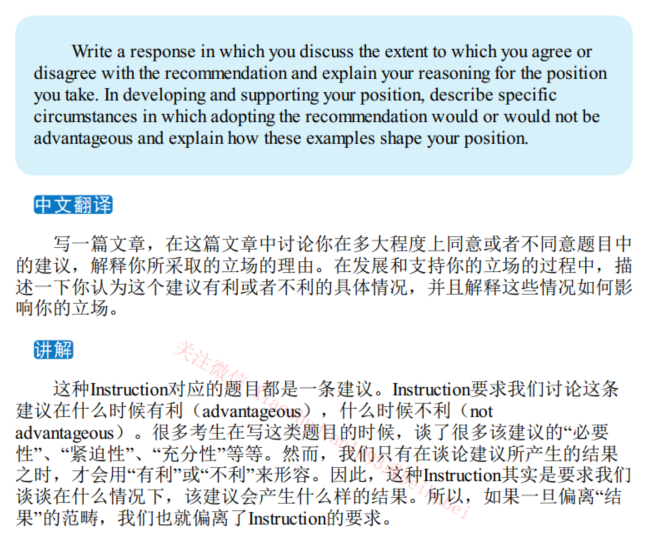 Write a response in which you discuss the extent to which you agree or
disagree with the recommendation and explain your reasoning for the position
you take. In developing and supporting your position, describe specific
circumstances in which adopting the recommendation would or would not be
advantageous and explain how these examples shape your position.
中文翻译
写一篇文章，在这篇文章中讨论你在多大程度上同意或者不同意题目中
的建议，解释你所采取的立场的理由。在发展和支持你的立场的过程中，描
述一下你认为这个建议有利或者不利的具体情况，并且解释这些情况如何影
响你的立场。
讲解
这种Instruction对应的题目都是一条建议。Instruction要求我们讨论这条
建议在什么时候有利（advantageous），什么时候不利（not
advantageous）。很多考生在写这类题目的时候，谈了很多该建议的“必要
性”、“紧迫性”、“充分性”等等。然而，我们只有在谈论建议所产生的结果
之时，才会用“有利”或“不利”来形容。因此，这种Instruction其实是要求我们
谈谈在什么情况下，该建议会产生什么样的结果。所以，如果一旦偏离“结
果”的范畴，我们也就偏离了Instruction的要求。
关注微信